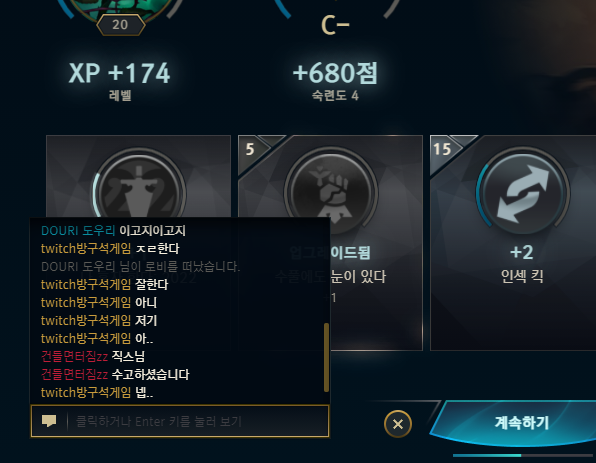 20
C-
XP +174
레벨
+680점
숙련도 4
5
15
이드됨
눈이 있다
1
+2
인섹 킥
DOURI 도우리 이고지이고지
twitch방구석게임 ㅈㄹ한다
DOURI 도우리 님이 로비를 떠났습니다.
twitch방구석게임 잘한다
twitch방구석게임 아니
twitch방구석게임 저기
twitch방구석게임 아..
건들면터짐zz 직스님
건들면터짐zz 수고하셨습니다
twitch방구석게임 넵..
클릭하거나 Enter 키를 눌러 보기
계속하기